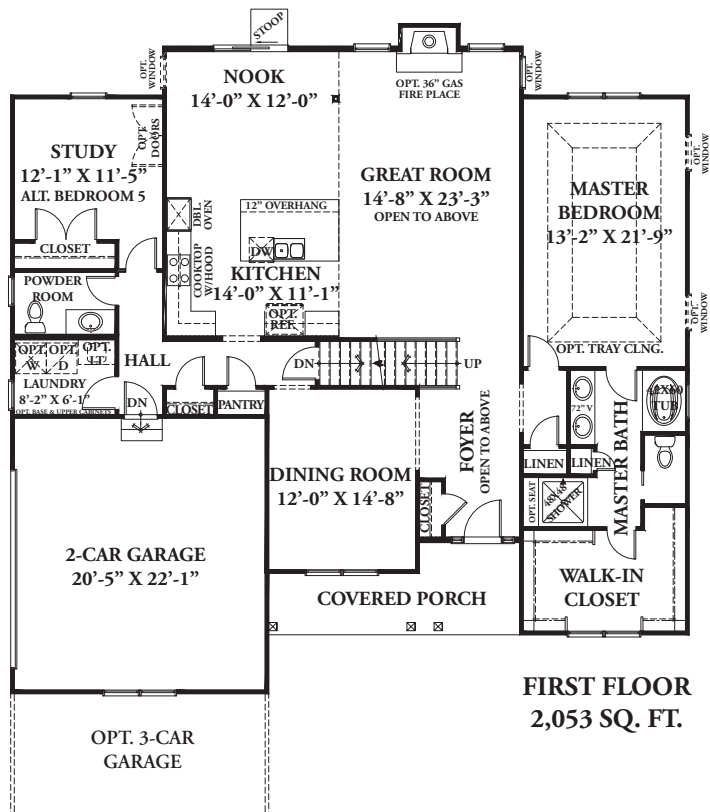 STOOP
OPT.
WINDOW
NOOK
14'-0" X 12'-0"
OPT. 36" GAS
FIRE PLACE
OPT.
WINDOW
STUDY
12'-1" X 11'-5"
ALT. BEDROOM 5
OPT.
DOORS
CLOSET
GREAT ROOM
14'-8" X 23'-3"
OPEN TO ABOVE
MASTER
BEDROOM
13'-2" X 21'-9"
OPT.
WINDOW
OPT.
WINDOW
OPT. TRAY CLNG.
DBL
OVEN
12" OVERHANG
DW
COOKTOP
W/HOOD
KITCHEN
14'-0" X 11'-1"
OPT.
REF.
POWDER
ROOM
OPT.
W
OPT.
D
OPT.
LT
LAUNDRY
8'-2" X 6'-1"
OPT. BASE & UPPER CABINETS
HALL
DN
CLOSET
PANTRY
DN
UP
FOYER
OPEN TO ABOVE
CLOSET
DINING ROOM
12'-0" X 14'-8"
72" V
42X60
TUB
LINEN
LINEN
MASTER BATH
OPT. SEAT
48X48
SHOWER
WALK-IN
CLOSET
2-CAR GARAGE
20'-5" X 22'-1"
COVERED PORCH
OPT. 3-CAR
GARAGE
FIRST FLOOR
2,053 SQ. FT.